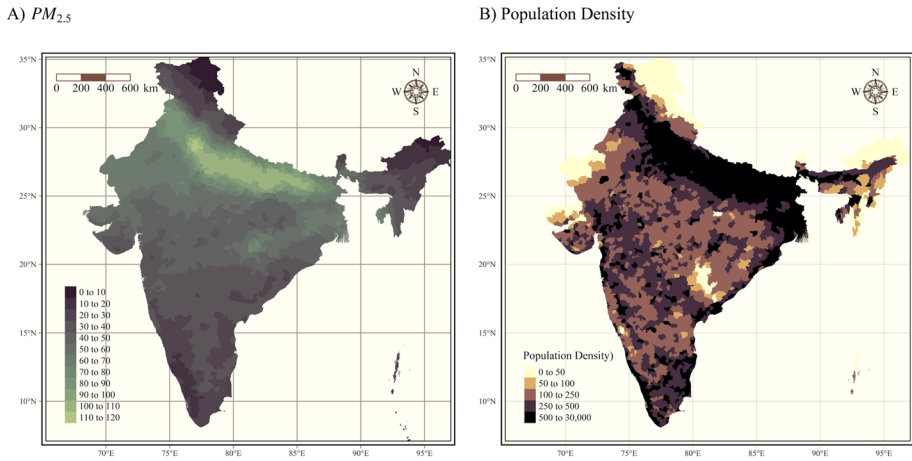 A) PM2.5
B) Population Density
35°N
30°N
25°N
20°N
15°N
10°N
70°E
75°E
80°E
85°E
90°E
95°E
0 200 400 600 km
N
W E
S
0 to 10
10 to 20
20 to 30
30 to 40
40 to 50
50 to 60
60 to 70
70 to 80
80 to 90
90 to 100
100 to 110
110 to 120
35°N
30°N
25°N
20°N
15°N
10°N
70°E
75°E
80°E
85°E
90°E
95°E
0 200 400 600 km
N
W E
S
Population Density)
0 to 50
50 to 100
100 to 250
250 to 500
500 to 30,000